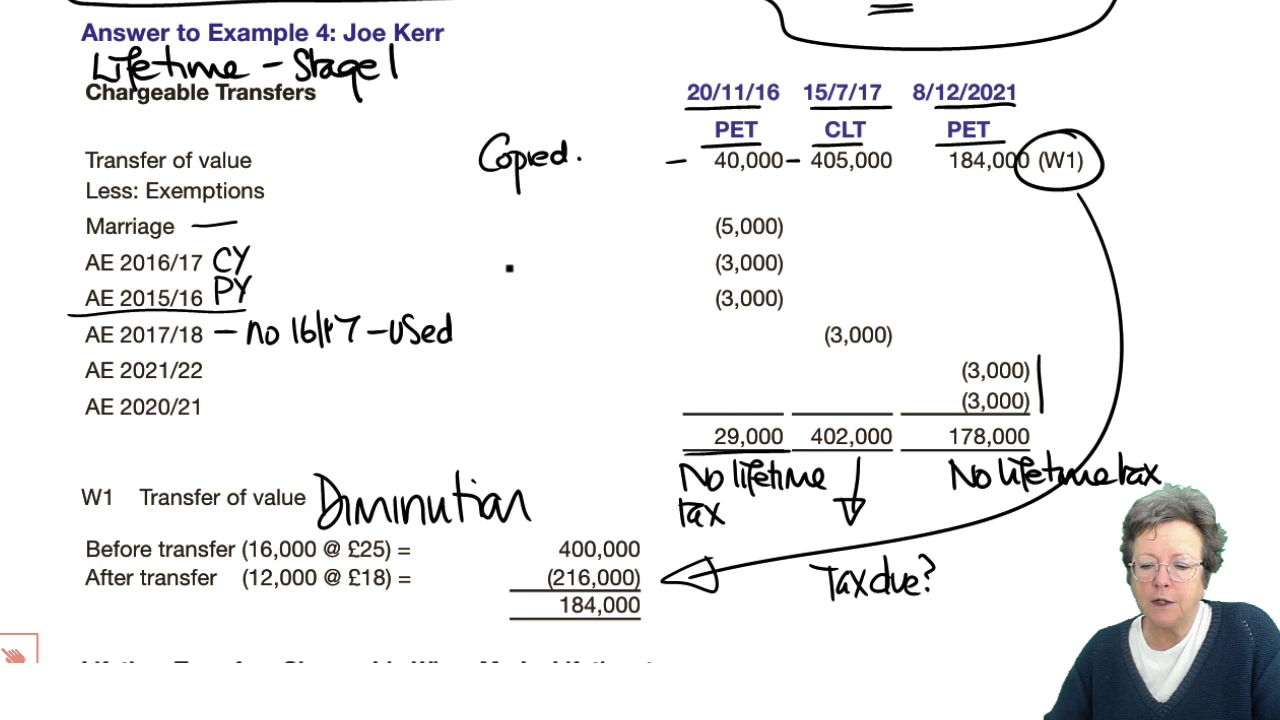 Answer to Example 4: Joe Kerr
Lifetime - Stage 1
Chargeable Transfers 20/11/16 15/7/17 8/12/2021
PET CLT PET
Transfer of value Copied. - 40,000 - 405,000 184,000 (W1)
Less: Exemptions
Marriage (5,000)
AE 2016/17 CY (3,000)
AE 2015/16 PY (3,000)
AE 2017/18 - no 16/17 - used (3,000)
AE 2021/22 (3,000)
AE 2020/21 (3,000)
29,000 402,000 178,000
No lifetime tax No lifetime tax
W1 Transfer of value Diminution
Before transfer (16,000 @ £25) = 400,000
After transfer (12,000 @ £18) = (216,000) Tax due?
184,000